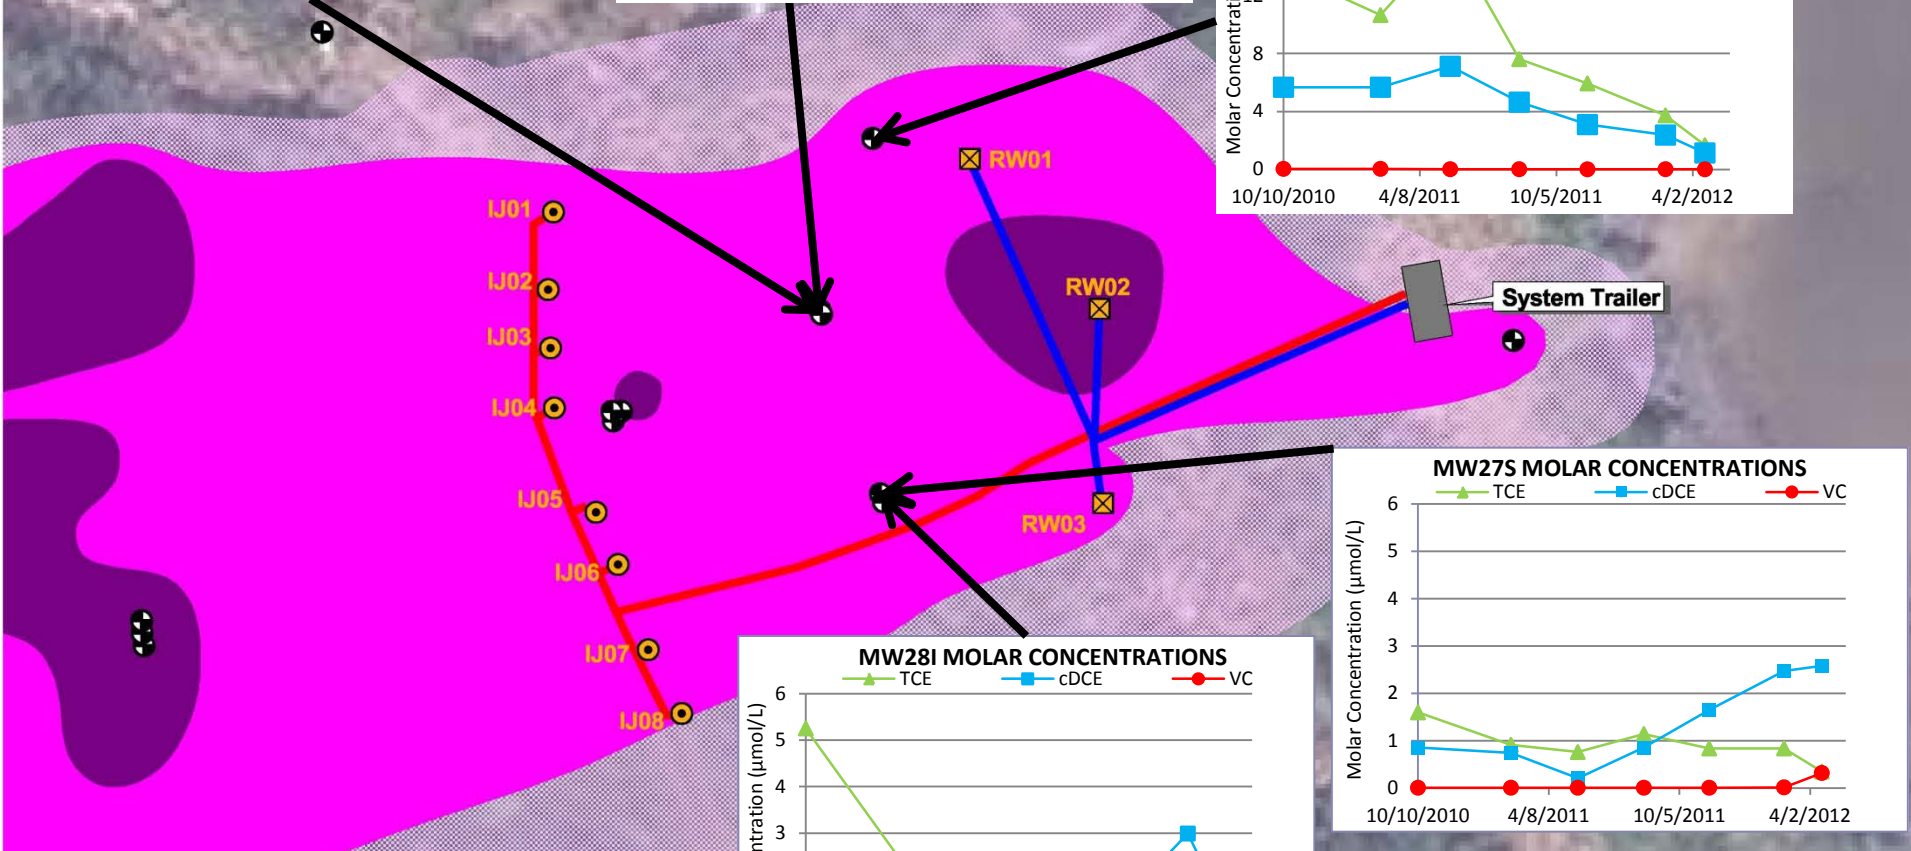 Molar Concentrati
12
8
4
0
10/10/2010 4/8/2011 10/5/2011 4/2/2012
RW01
IJ01
IJ02
RW02
System Trailer
IJ03
IJ04
IJ05
RW03
IJ06
IJ07
IJ08
MW27S MOLAR CONCENTRATIONS
TCE cDCE VC
Molar Concentration (µmol/L)
6
5
4
3
2
1
0
10/10/2010 4/8/2011 10/5/2011 4/2/2012
MW28I MOLAR CONCENTRATIONS
TCE cDCE VC
ntration (µmol/L)
6
5
4
3